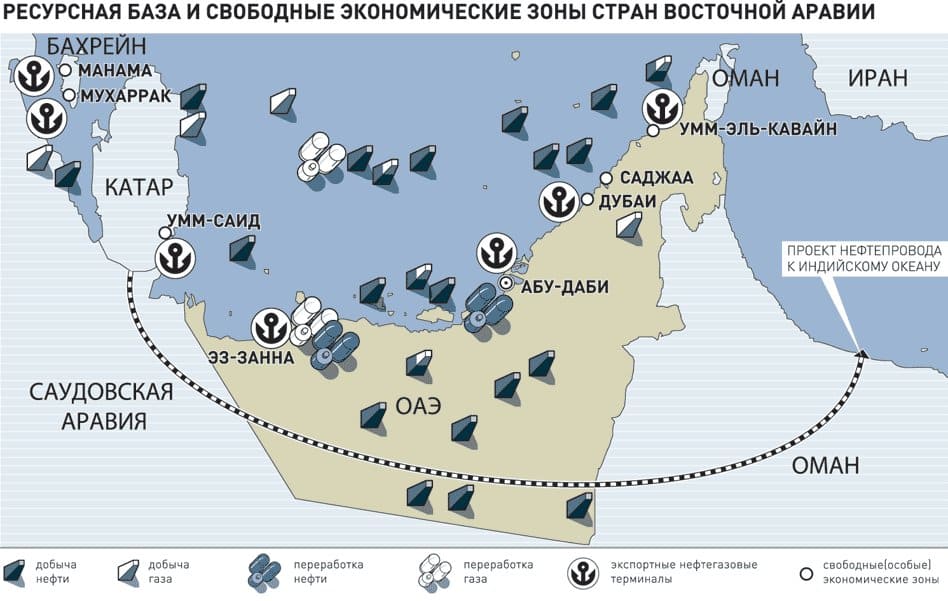 РЕСУРСНАЯ БАЗА И СВОБОДНЫЕ ЭКОНОМИЧЕСКИЕ ЗОНЫ СТРАН ВОСТОЧНОЙ АРАВИИ
БАХРЕЙН
МАНАМА
МУХАРРАК
ОМАН
ИРАН
УММ-ЭЛЬ-КАВАЙН
КАТАР
САДЖАА
ДУБАИ
УММ-САИД
ПРОЕКТ НЕФТЕПРОВОДА
К ИНДИЙСКОМУ ОКЕАНУ
АБУ-ДАБИ
ЭЗ-ЗАННА
САУДОВСКАЯ
АРАВИЯ
ОАЭ
ОМАН
добыча
нефти
добыча
газа
переработка
нефти
переработка
газа
экспортные нефтегазовые
терминалы
свободные(особые)
экономические зоны